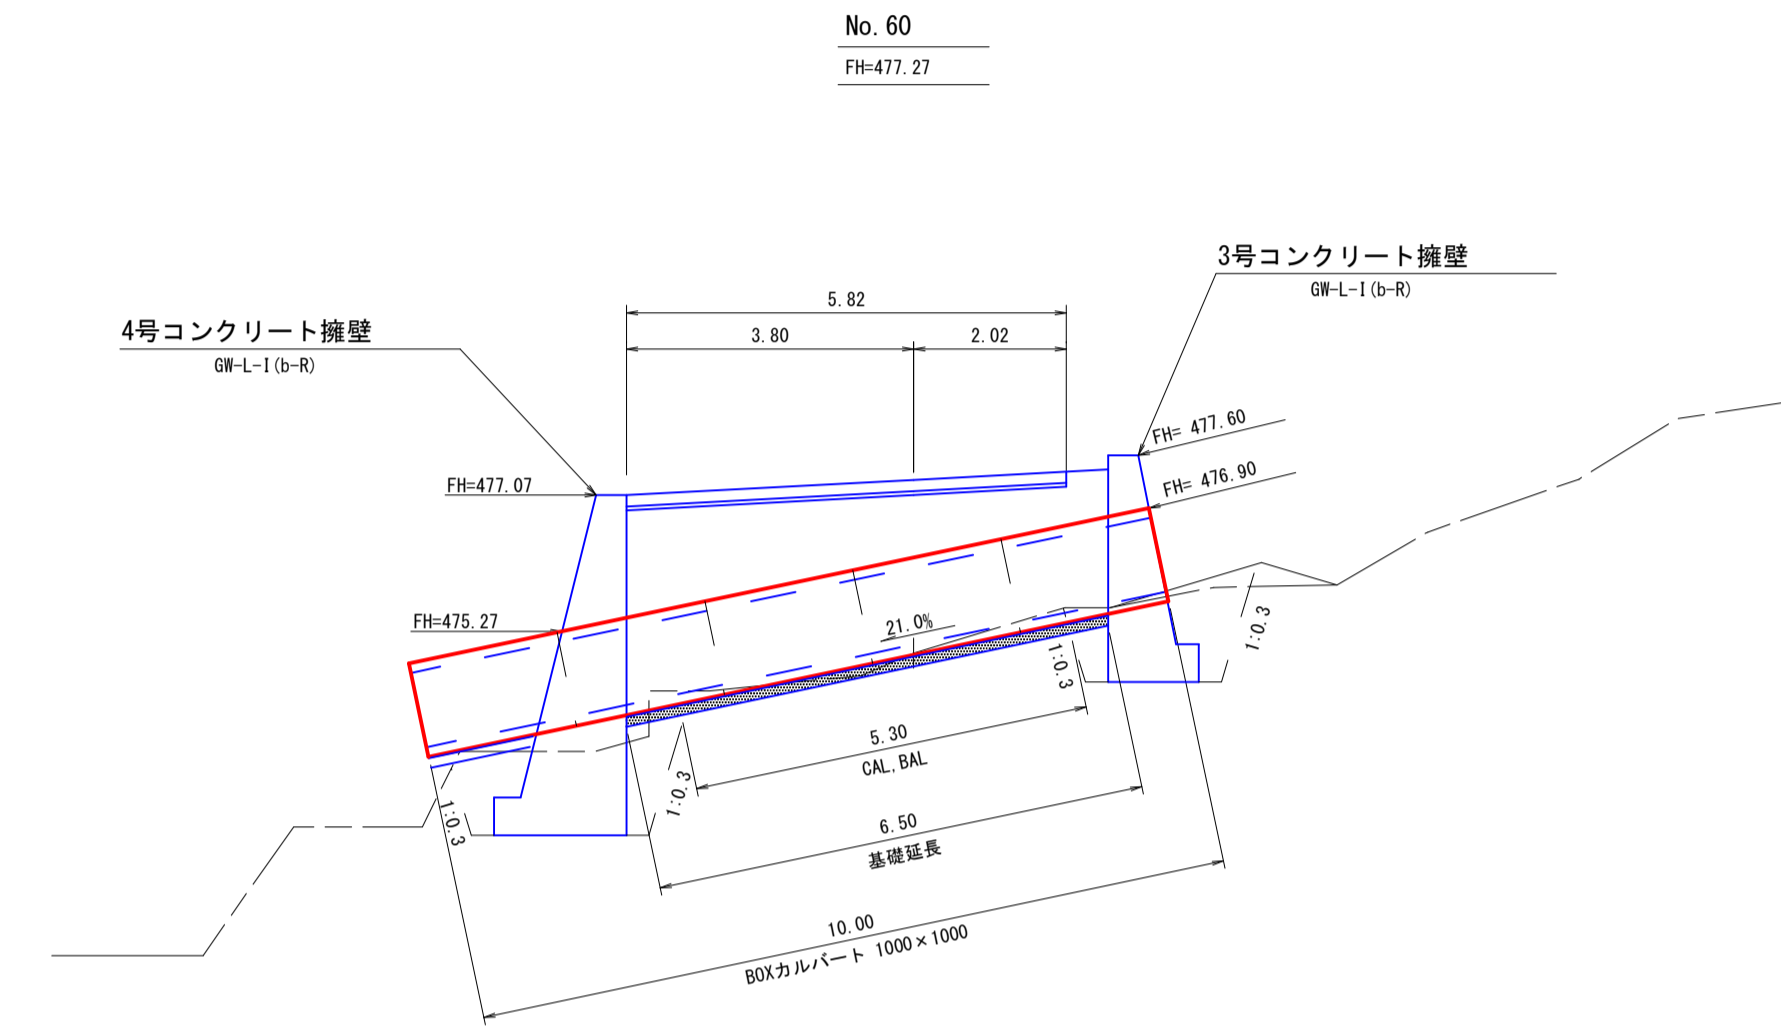 No. 60
FH=477.27
3号コンクリート擁壁
GW-L-I(b-R)
5.82
4号コンクリート擁壁
GW-L-I(b-R)
3.80
2.02
FH= 477.60
FH=477.07
FH= 476.90
FH=475.27
21.0%
1:0.3
1:0.3
1:0.3
1:0.3
5.30
CAL,BAL
6.50
基礎延長
10.00
BOXカルバート 1000×1000